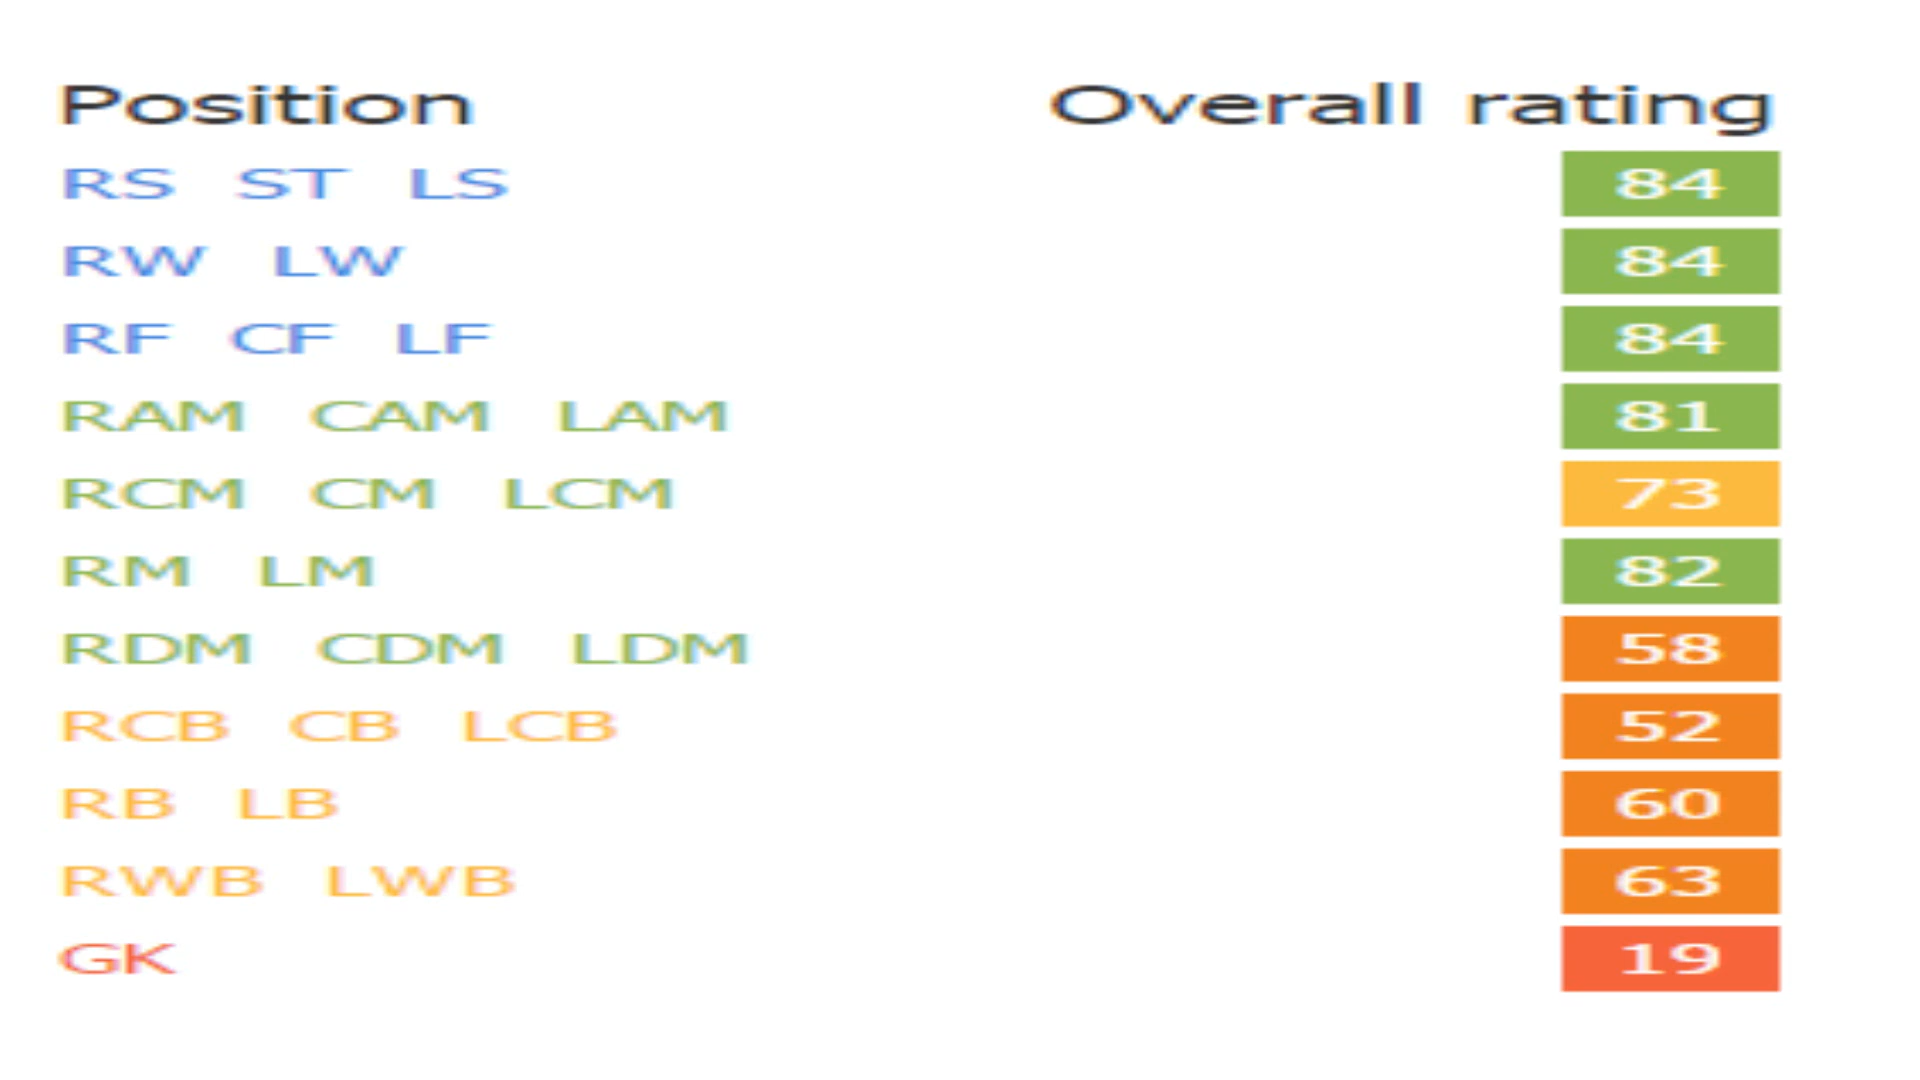 Position Overall rating
RS ST LS 84
RW LW 84
RF CF LF 84
RAM CAM LAM 81
RCM CM LCM 73
RM LM 82
RDM CDM LDM 58
RCB CB LCB 52
RB LB 60
RWB LWB 63
GK 19